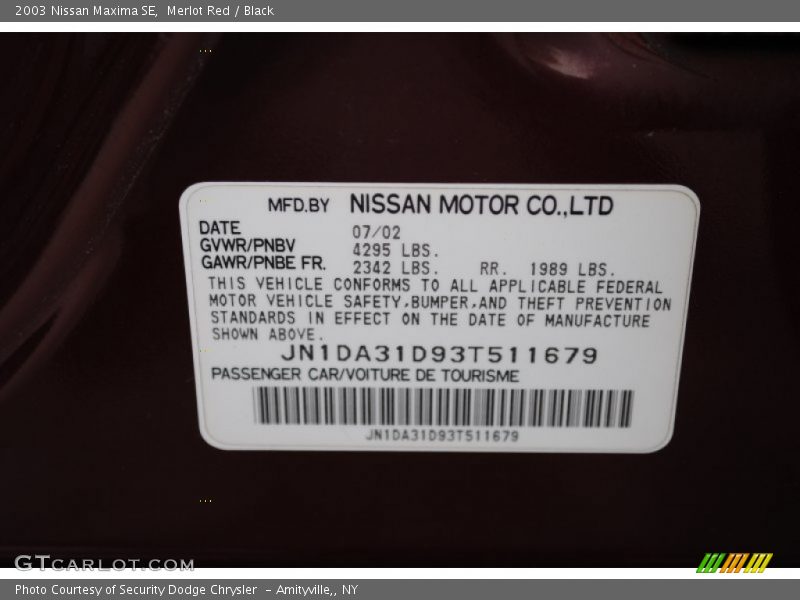 2003 Nissan Maxima SE,  Merlot Red / Black
MFD.BY NISSAN MOTOR CO.,LTD
DATE 07/02
GVWR/PNBV 4295 LBS.
GAWR/PNBE FR. 2342 LBS. RR. 1989 LBS.
THIS VEHICLE CONFORMS TO ALL APPLICABLE FEDERAL
MOTOR VEHICLE SAFETY,BUMPER,AND THEFT PREVENTION
STANDARDS IN EFFECT ON THE DATE OF MANUFACTURE
SHOWN ABOVE.
JN1DA31D93T511679
PASSENGER CAR/VOITURE DE TOURISME
JN1DA31D93T511679
GTCARLOT.COM
Photo Courtesy of Security Dodge Chrysler  - Amityville,, NY